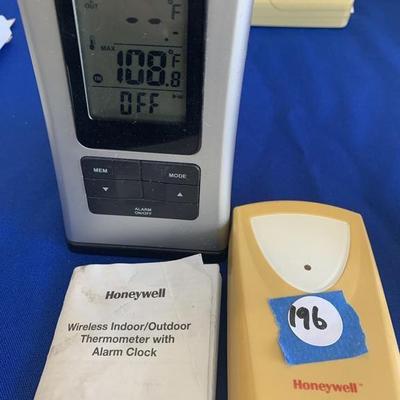 OUT
--.- °F
MAX
IN
108.8 °F
OFF
MEM
MODE
ALARM
ON/OFF
Honeywell
Wireless Indoor/Outdoor
Thermometer with
Alarm Clock
196
Honeywell